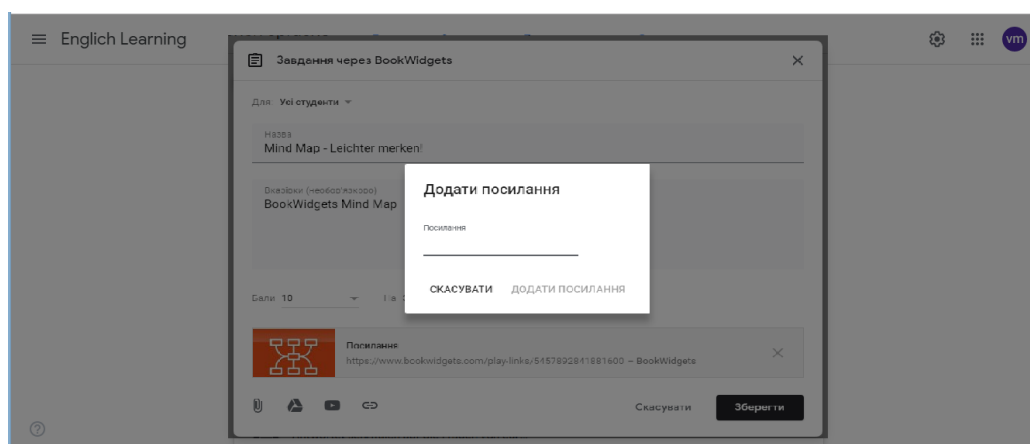 Englich Learning
vm
Завдання через BookWidgets
Для Усі студенти
Назва
Mind Map - Leichter merken!
Вказівки (необов'язково)
BookWidgets Mind Map
Додати посилання
Посилання
СКАСУВАТИ ДОДАТИ ПОСИЛАННЯ
Бали 10 На
Посилання
https://www.bookwidgets.com/play-links/5457892841881600 – BookWidgets
Скасувати Зберегти